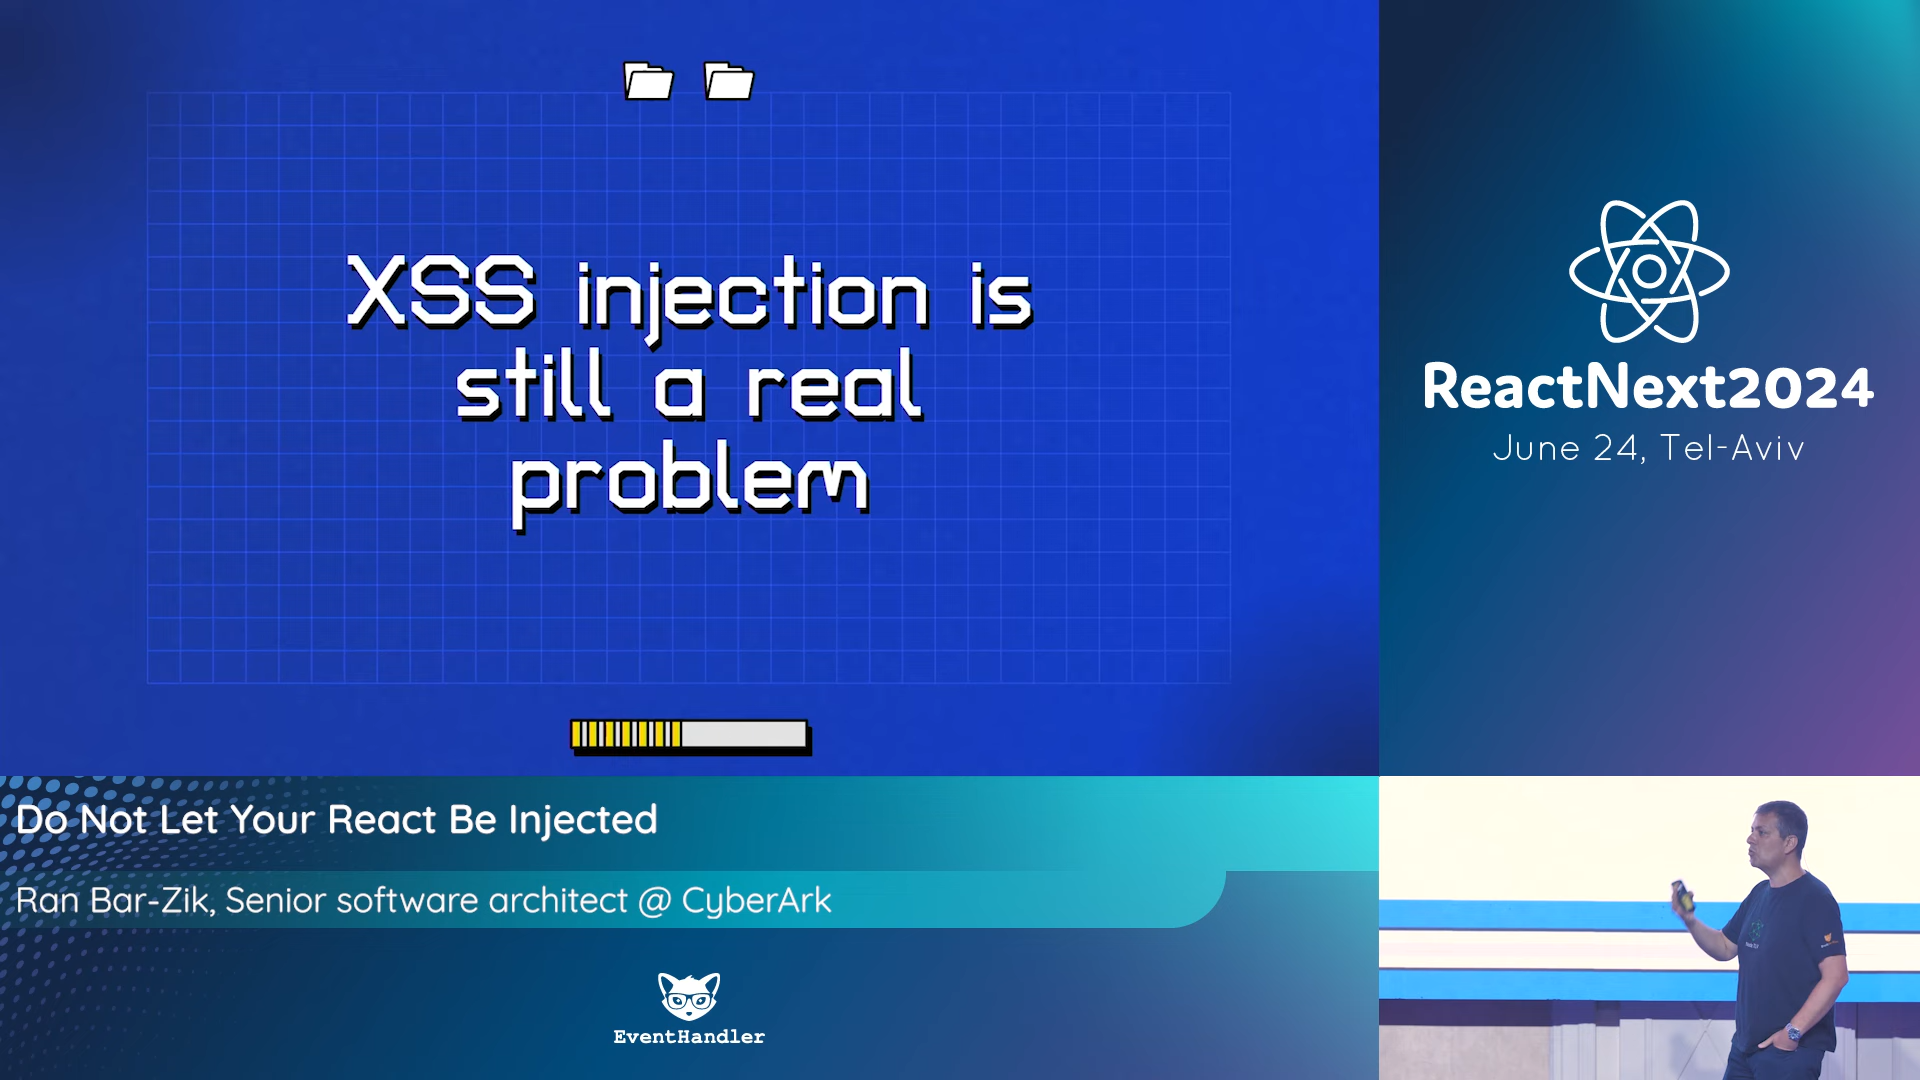 XSS injection is
still a real
problem
ReactNext2024
June 24, Tel-Aviv
Do Not Let Your React Be Injected
Ran Bar-Zik, Senior software architect @ CyberArk
EventHandler